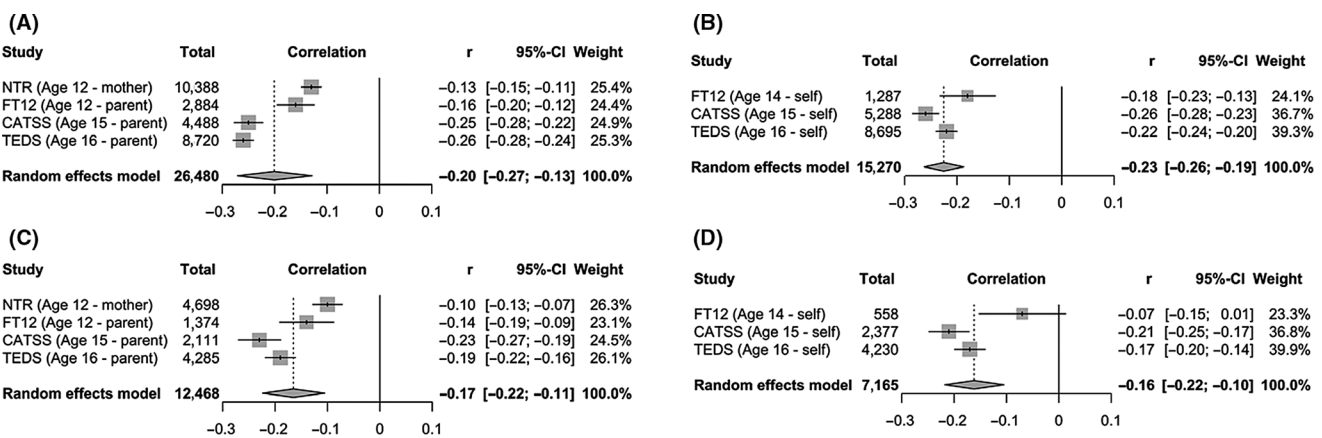 (A)
Study Total Correlation r 95%-CI Weight
NTR (Age 12 - mother) 10,388 −0.13 [−0.15; −0.11] 25.4%
FT12 (Age 12 - parent) 2,884 −0.16 [−0.20; −0.12] 24.4%
CATSS (Age 15 - parent) 4,488 −0.25 [−0.28; −0.22] 24.9%
TEDS (Age 16 - parent) 8,720 −0.26 [−0.28; −0.24] 25.3%
Random effects model 26,480 −0.20 [−0.27; −0.13] 100.0%
−0.3 −0.2 −0.1 0 0.1
(B)
Study Total Correlation r 95%-CI Weight
FT12 (Age 14 - self) 1,287 −0.18 [−0.23; −0.13] 24.1%
CATSS (Age 15 - self) 5,288 −0.26 [−0.28; −0.23] 36.7%
TEDS (Age 16 - self) 8,695 −0.22 [−0.24; −0.20] 39.3%
Random effects model 15,270 −0.23 [−0.26; −0.19] 100.0%
−0.3 −0.2 −0.1 0 0.1
(C)
Study Total Correlation r 95%-CI Weight
NTR (Age 12 - mother) 4,698 −0.10 [−0.13; −0.07] 26.3%
FT12 (Age 12 - parent) 1,374 −0.14 [−0.19; −0.09] 23.1%
CATSS (Age 15 - parent) 2,111 −0.23 [−0.27; −0.19] 24.5%
TEDS (Age 16 - parent) 4,285 −0.19 [−0.22; −0.16] 26.1%
Random effects model 12,468 −0.17 [−0.22; −0.11] 100.0%
−0.3 −0.2 −0.1 0 0.1
(D)
Study Total Correlation r 95%-CI Weight
FT12 (Age 14 - self) 558 −0.07 [−0.15; 0.01] 23.3%
CATSS (Age 15 - self) 2,377 −0.21 [−0.25; −0.17] 36.8%
TEDS (Age 16 - self) 4,230 −0.17 [−0.20; −0.14] 39.9%
Random effects model 7,165 −0.16 [−0.22; −0.10] 100.0%
−0.3 −0.2 −0.1 0 0.1